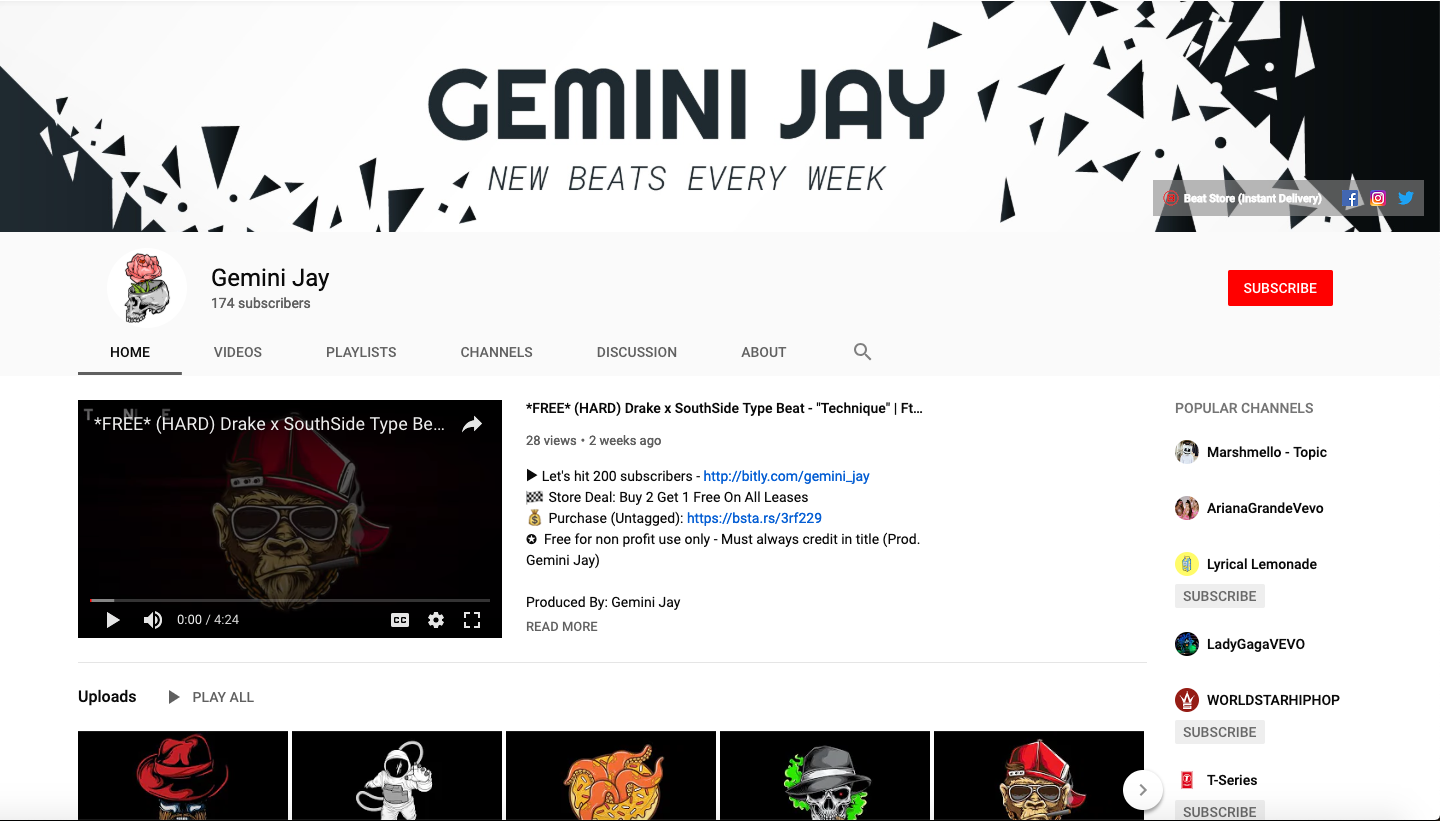 GEMINI JAY
NEW BEATS EVERY WEEK
Beat Store (Instant Delivery)
Gemini Jay
174 subscribers
SUBSCRIBE
HOME VIDEOS PLAYLISTS CHANNELS DISCUSSION ABOUT
*FREE* (HARD) Drake x SouthSide Type Be...
0:00 / 4:24
CC
*FREE* (HARD) Drake x SouthSide Type Beat - "Technique" | Ft...
28 views • 2 weeks ago
▶ Let's hit 200 subscribers - http://bitly.com/gemini_jay
🏁 Store Deal: Buy 2 Get 1 Free On All Leases
💰 Purchase (Untagged): https://bsta.rs/3rf229
✪ Free for non profit use only - Must always credit in title (Prod.
Gemini Jay)
Produced By: Gemini Jay
READ MORE
Uploads PLAY ALL
POPULAR CHANNELS
Marshmello - Topic
ArianaGrandeVevo
Lyrical Lemonade
SUBSCRIBE
LadyGagaVEVO
WORLDSTARHIPHOP
SUBSCRIBE
T-Series
SUBSCRIBE